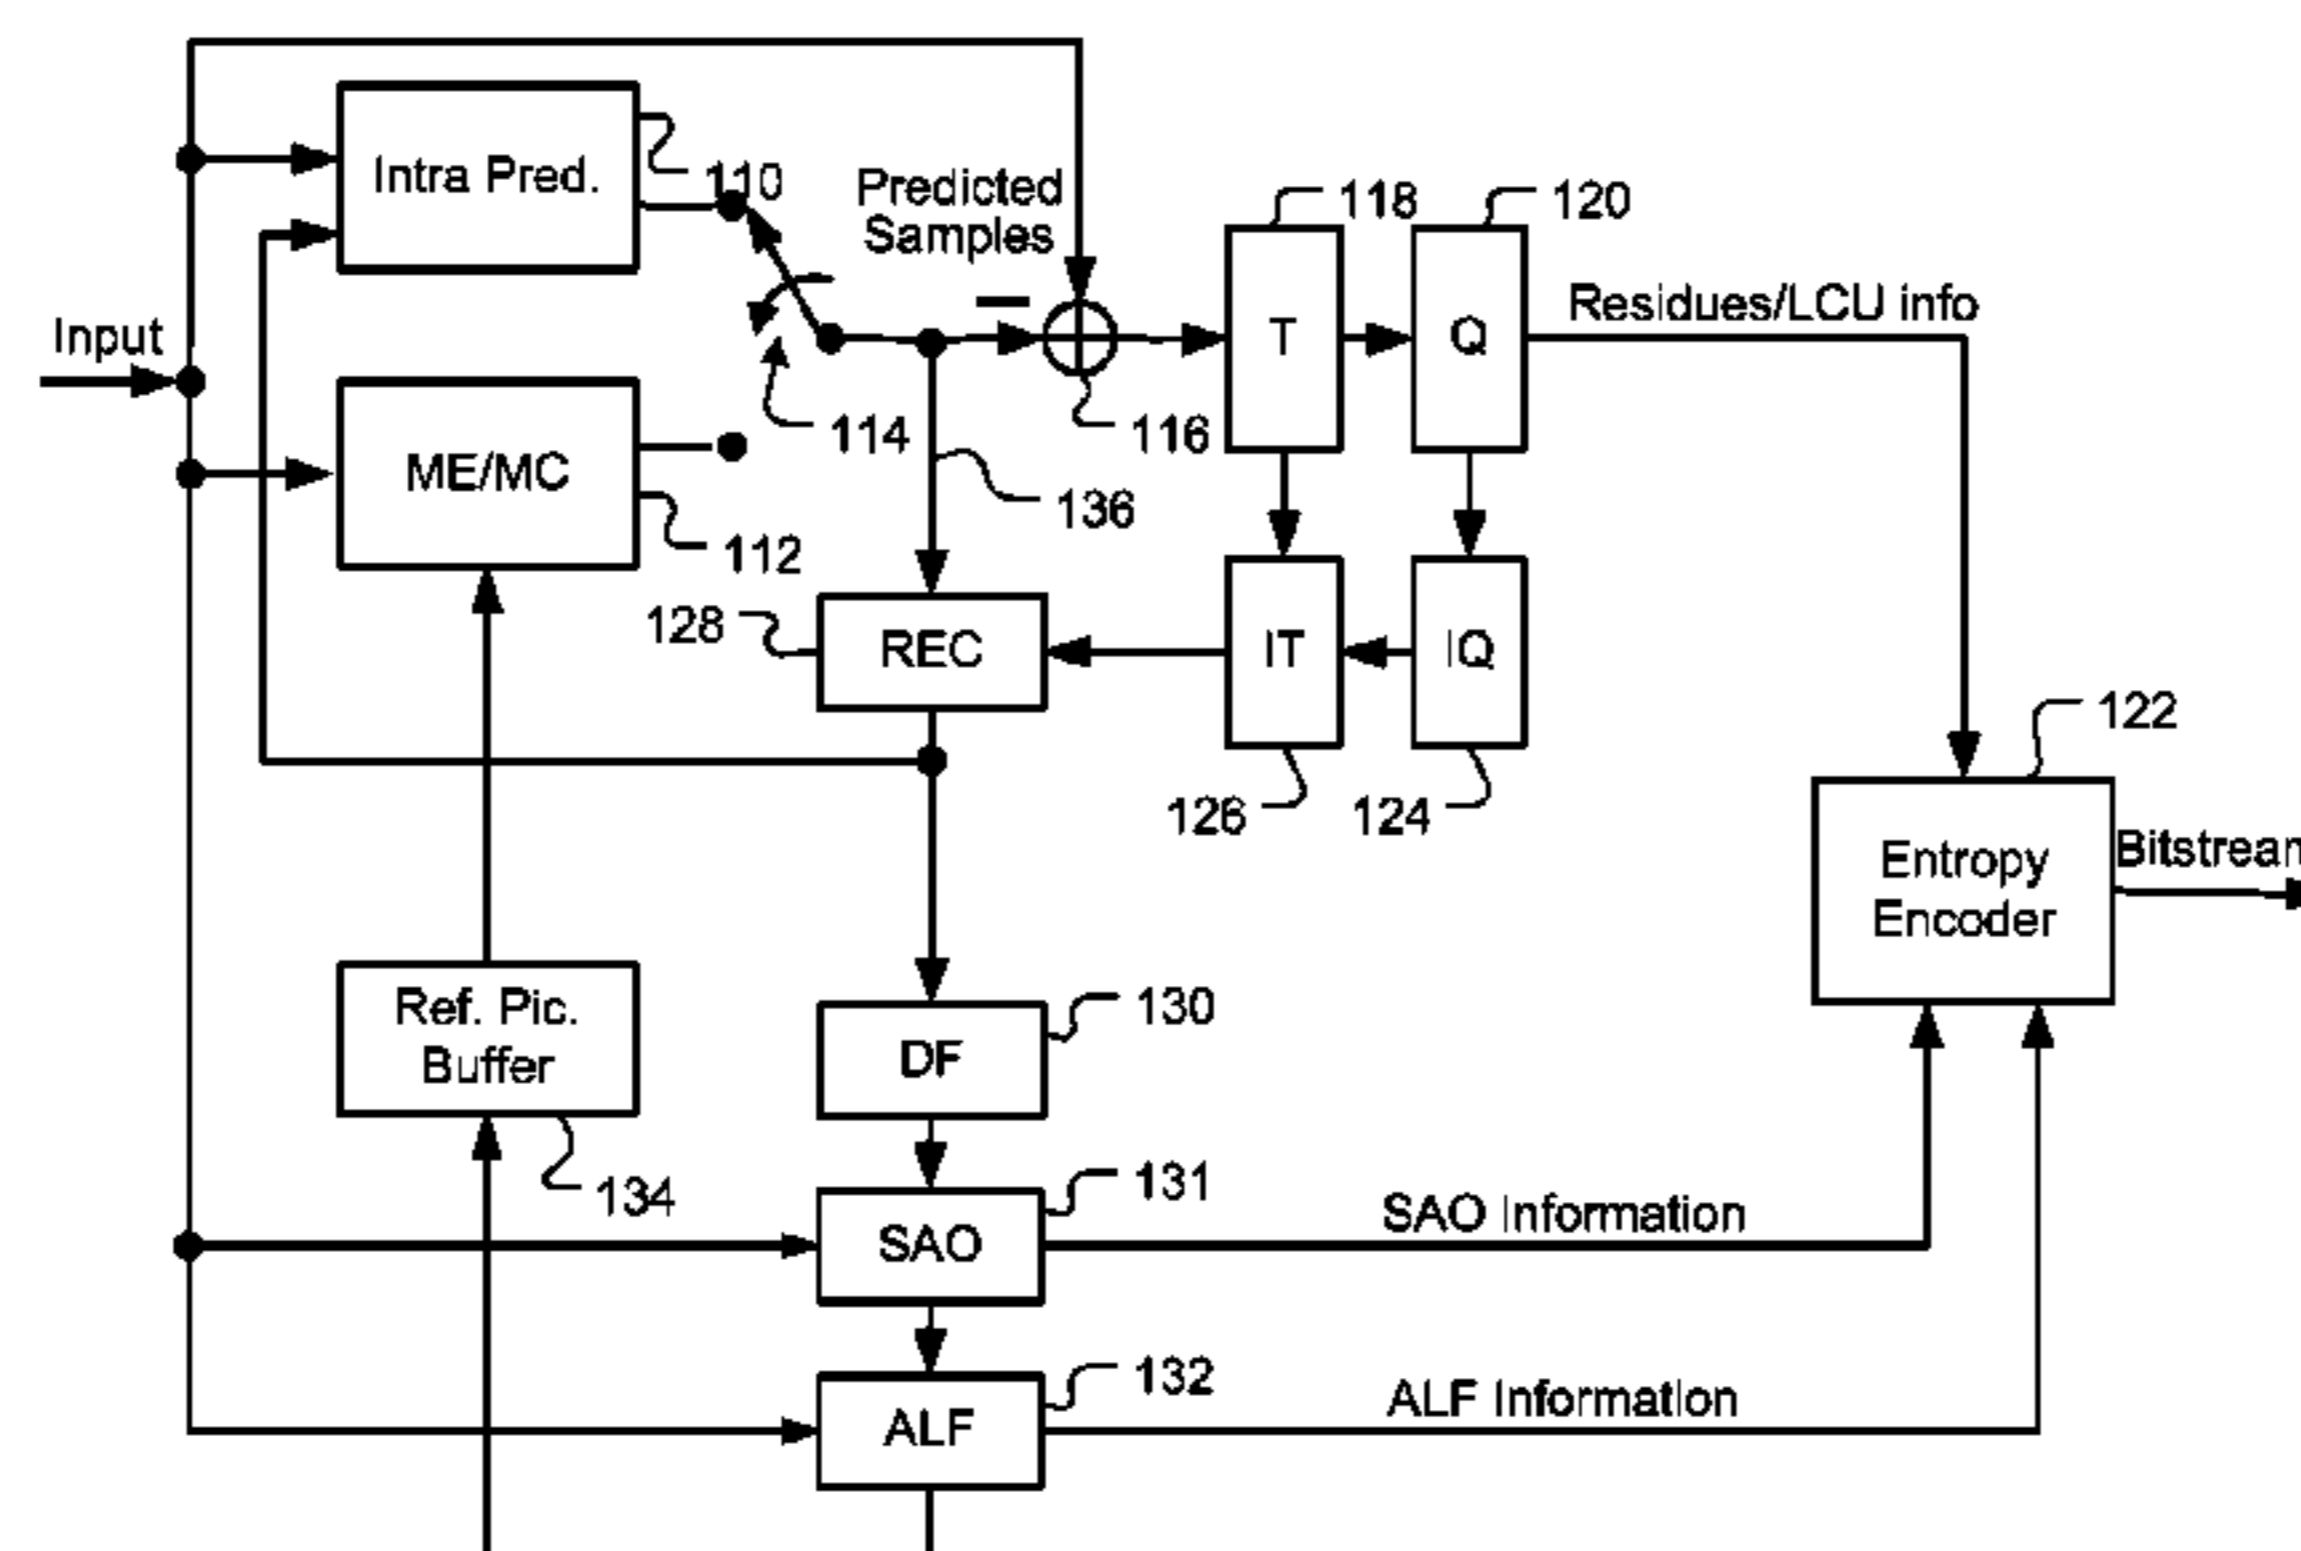 Intra Pred.
110
Predicted
Samples
118
120
Residues/LCU info
Input
T
Q
114
116
ME/MC
136
112
128
REC
IT
IQ
122
126
124
Entropy
Encoder
Bitstream
Ref. Pic.
Buffer
130
DF
134
131
SAO
SAO Information
132
ALF
ALF Information